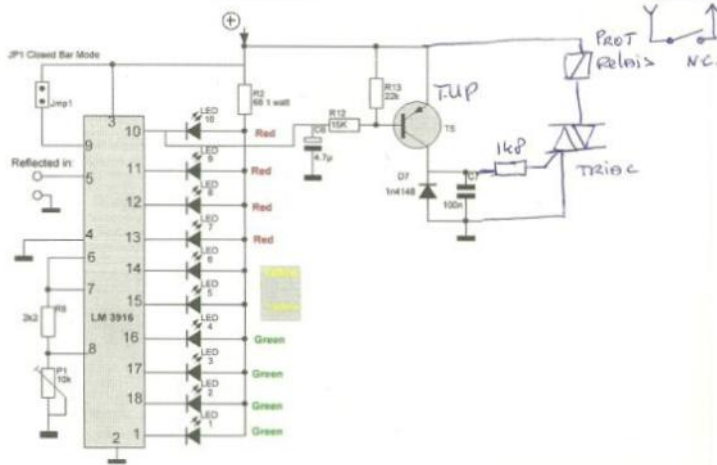 JP1 Closed Bar Mode
Jmp1
3
9
Reflected in:
5
4
6
7
R8
2k2
8
P1
10k
LM 3916
2
10
11
12
13
14
15
16
17
18
1
LED
10
LED
9
LED
8
LED
7
LED
6
LED
5
LED
4
LED
3
LED
2
LED
1
R2
68 1 watt
Red
Red
Red
Red
Green
Green
Green
Green
R12
15K
4.7µ
R13
22k
T.UP
T5
D7
1n4148
C7
100n
1k8
TRIAC
PROT
Relais
N.C.